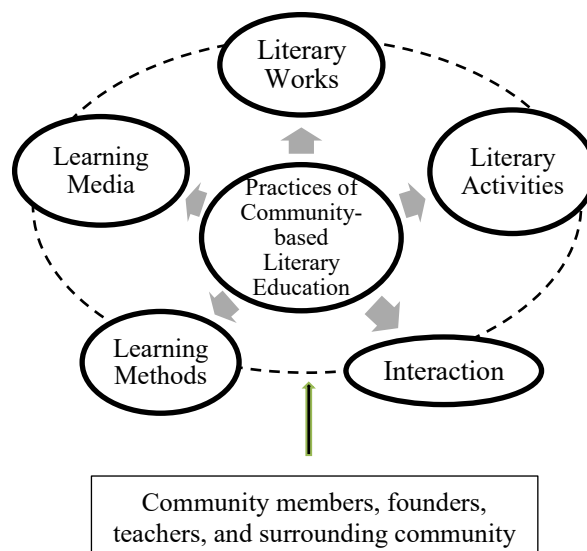 Literary
Works
Learning
Media
Literary
Activities
Practices of
Community-
based
Literary
Education
Learning
Methods
Interaction
Community members, founders,
teachers, and surrounding community